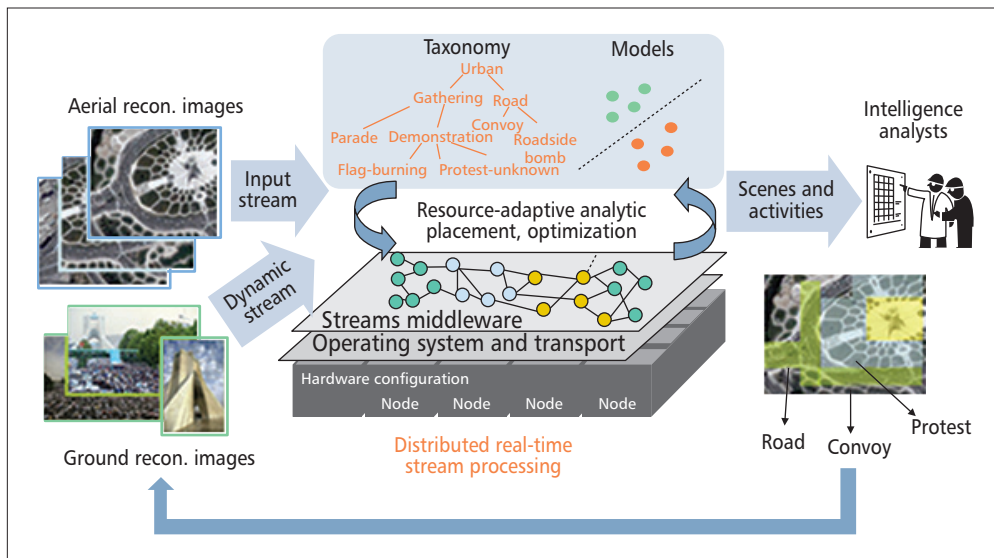 Taxonomy
Models
Urban
Gathering
Road
Parade
Demonstration
Convoy
Roadside
bomb
Flag-burning
Protest-unknown
Aerial recon. images
Input
stream
Dynamic
stream
Ground recon. images
Resource-adaptive analytic
placement, optimization
Streams middleware
Operating system and transport
Hardware configuration
Node Node Node Node
Distributed real-time
stream processing
Scenes and
activities
Intelligence
analysts
Road
Convoy
Protest